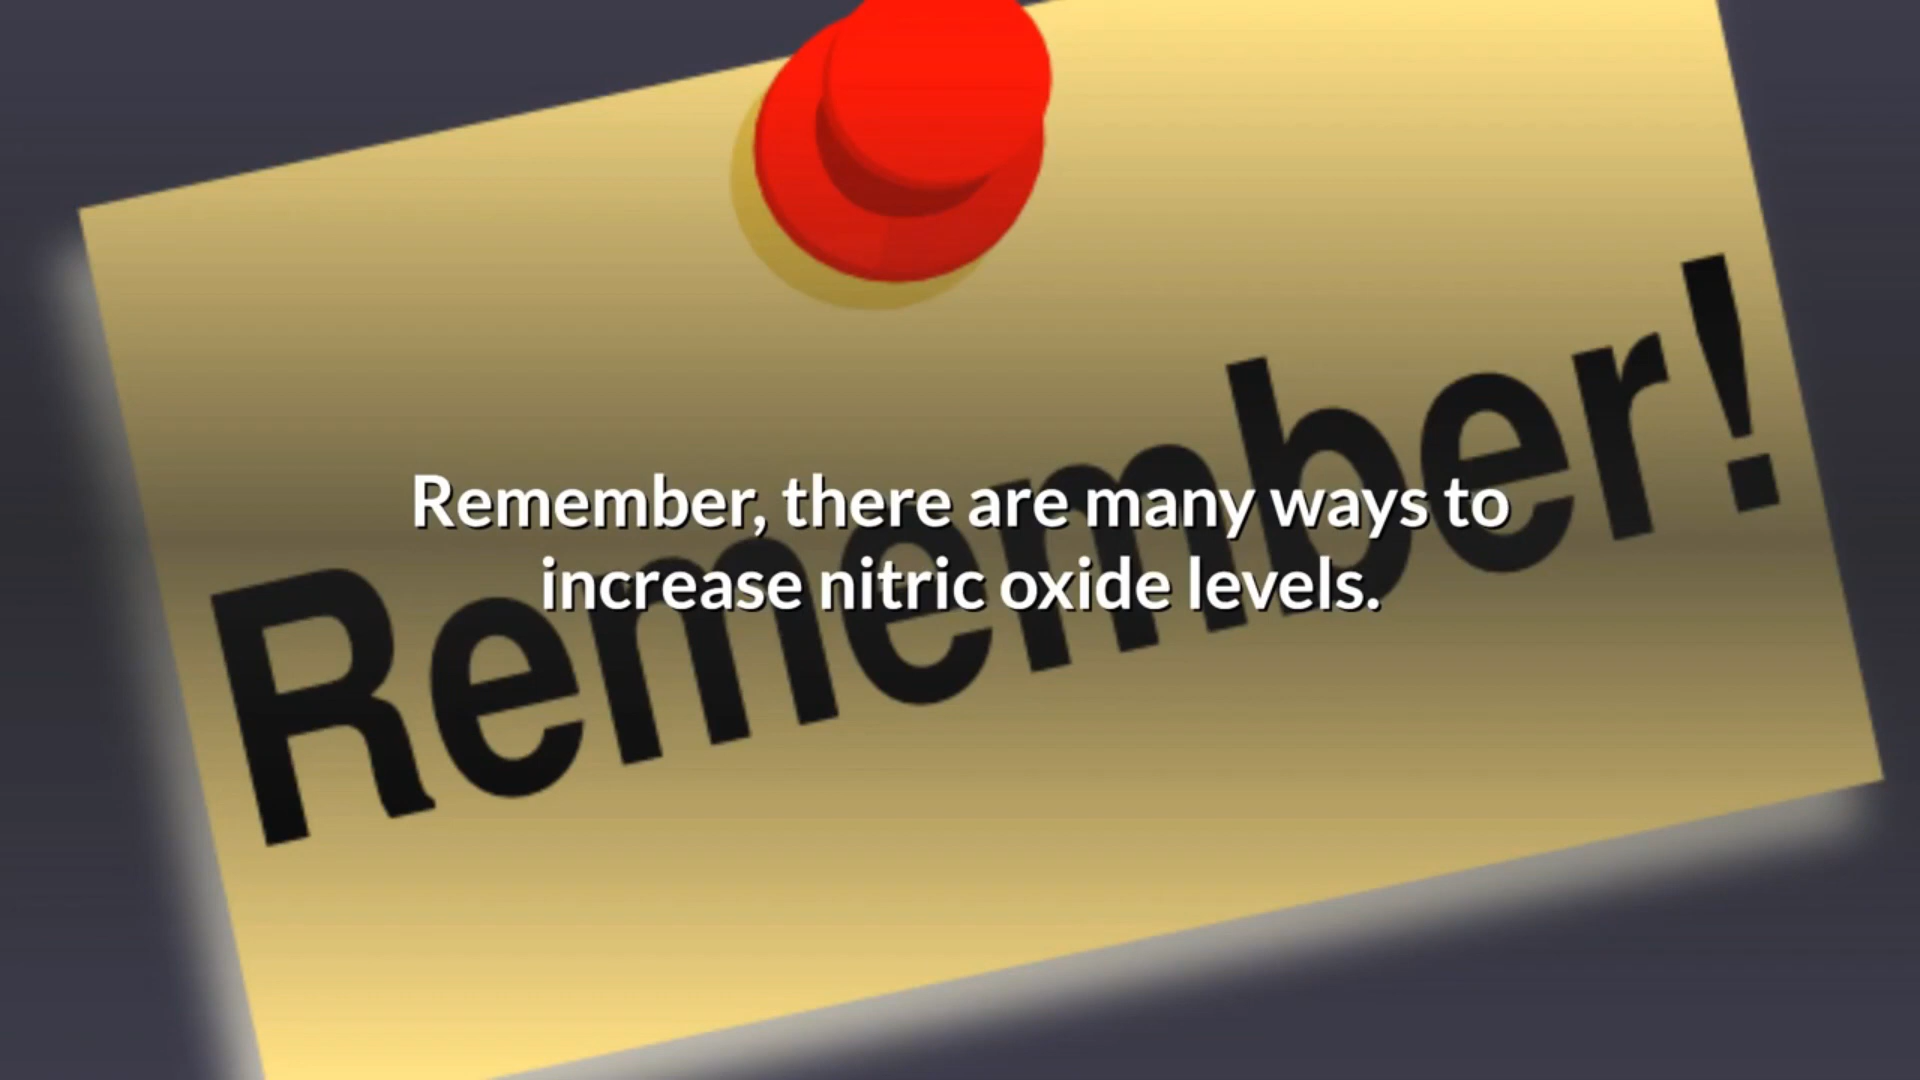 Remember!
Remember, there are many ways to
increase nitric oxide levels.